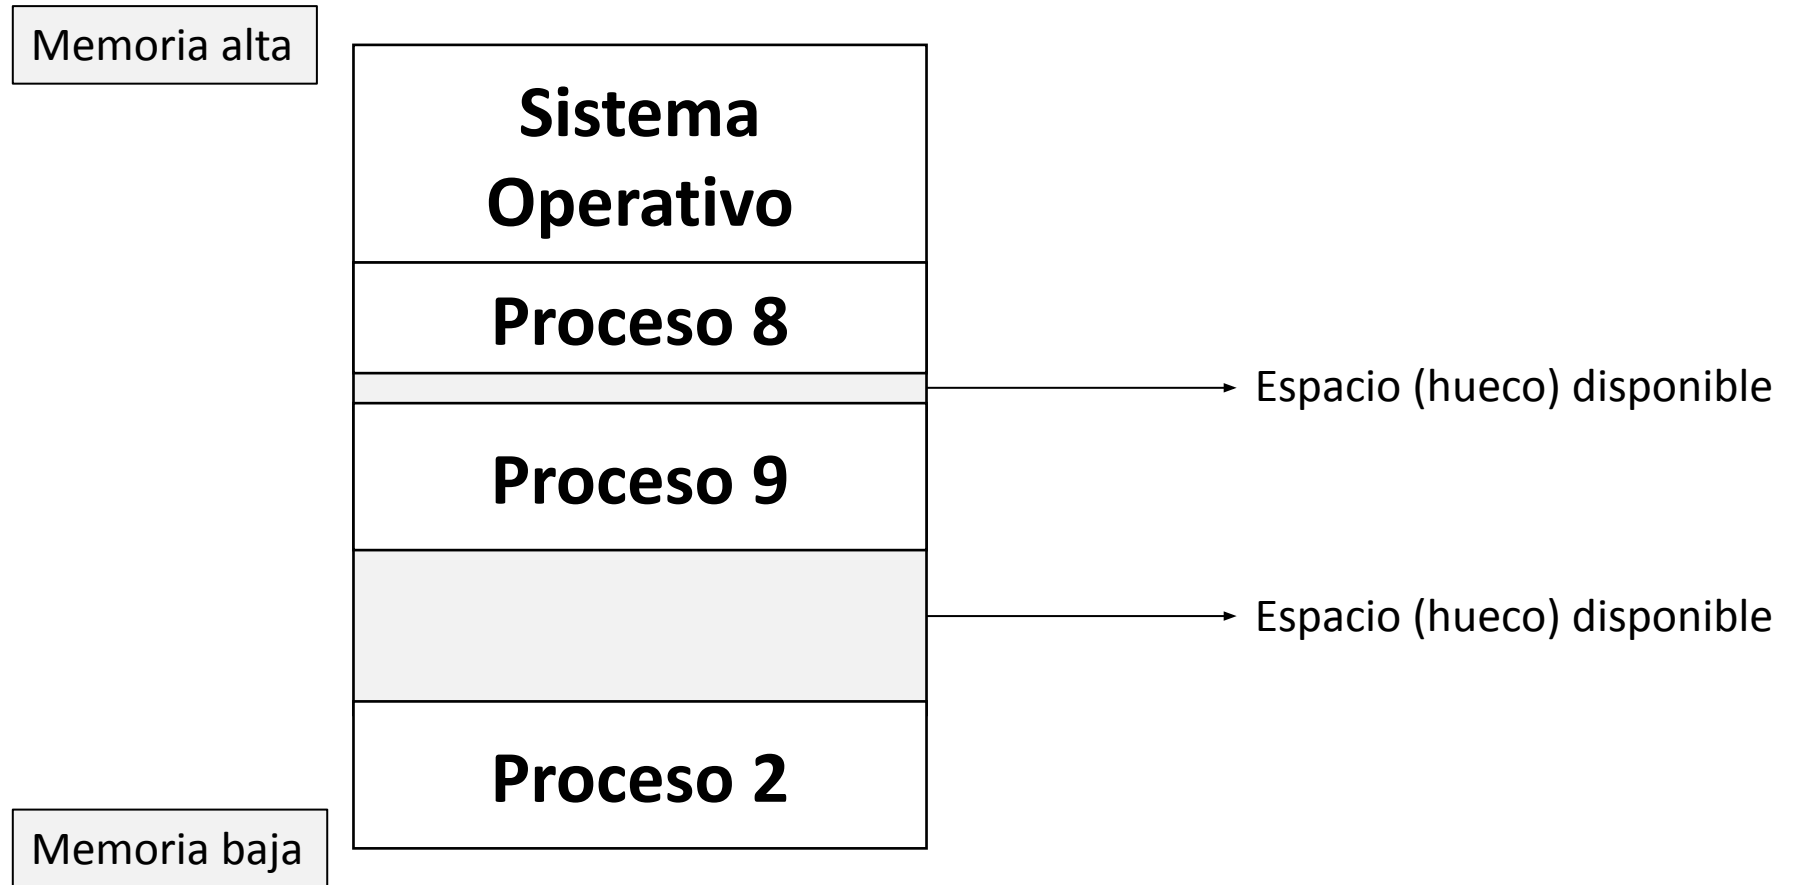 Memoria alta
Sistema
Operativo
Proceso 8
Espacio (hueco) disponible
Proceso 9
Espacio (hueco) disponible
Proceso 2
Memoria baja